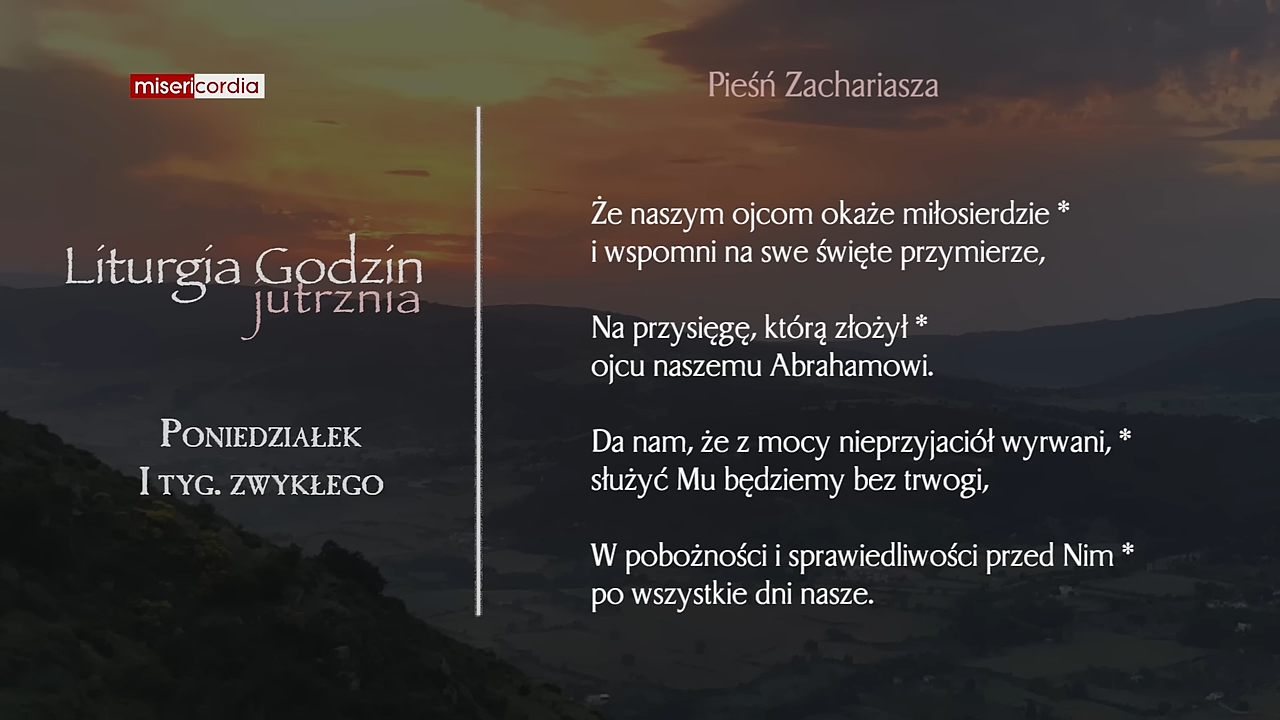 misericordia
Liturgia Godzin
jutrznia
Poniedziałek
I tyg. zwykłego
Pieśń Zachariasza
Że naszym ojcom okaże miłosierdzie *
i wspomni na swe święte przymierze,
Na przysięgę, którą złożył *
ojcu naszemu Abrahamowi.
Da nam, że z mocy nieprzyjaciół wyrwani, *
służyć Mu będziemy bez trwogi,
W pobożności i sprawiedliwości przed Nim *
po wszystkie dni nasze.